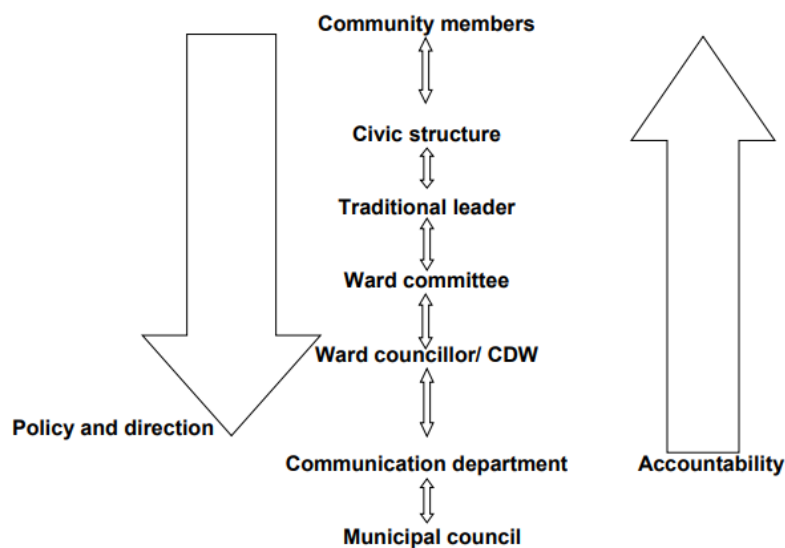 Community members
Civic structure
Traditional leader
Ward committee
Ward councillor/ CDW
Policy and direction
Communication department
Accountability
Municipal council